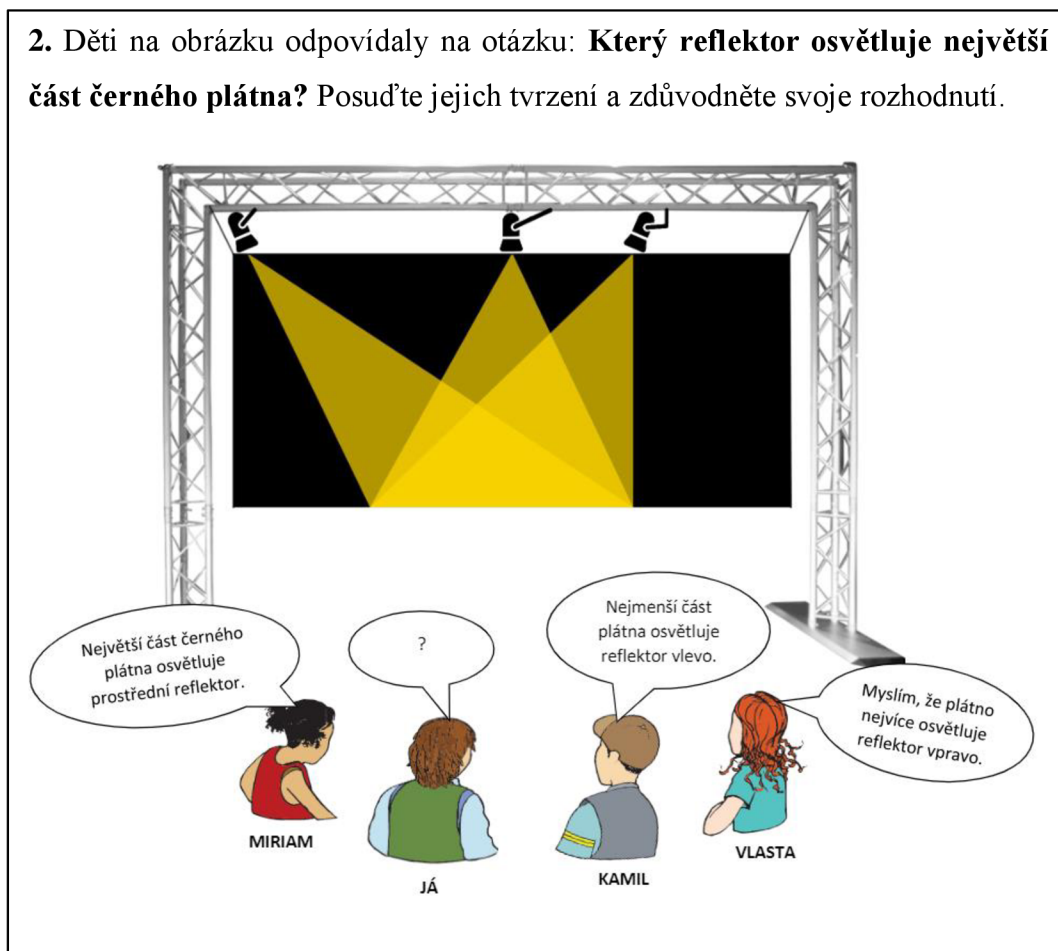 2. Děti na obrázku odpovídaly na otázku: Který reflektor osvětluje největší
část černého plátna? Posuďte jejich tvrzení a zdůvodněte svoje rozhodnutí.
Největší část černého
plátna osvětluje
prostřední reflektor.
?
Nejmenší část
plátna osvětluje
reflektor vlevo.
Myslím, že plátno
nejvíce osvětluje
reflektor vpravo.
MIRIAM
JÁ
KAMIL
VLASTA